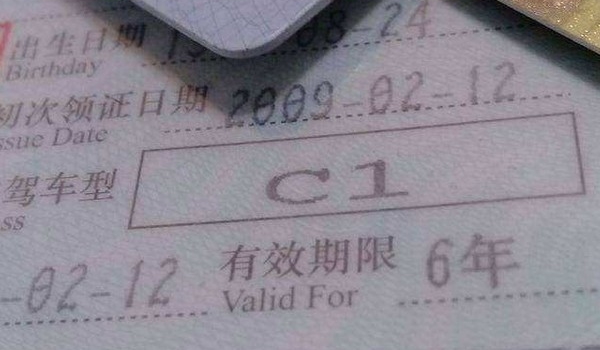 出生日期 08-24
Birthday
初次领证日期 2009-02-12
ssue Date
驾车型 C1
ss
-02-12 有效期限 6年
Valid For